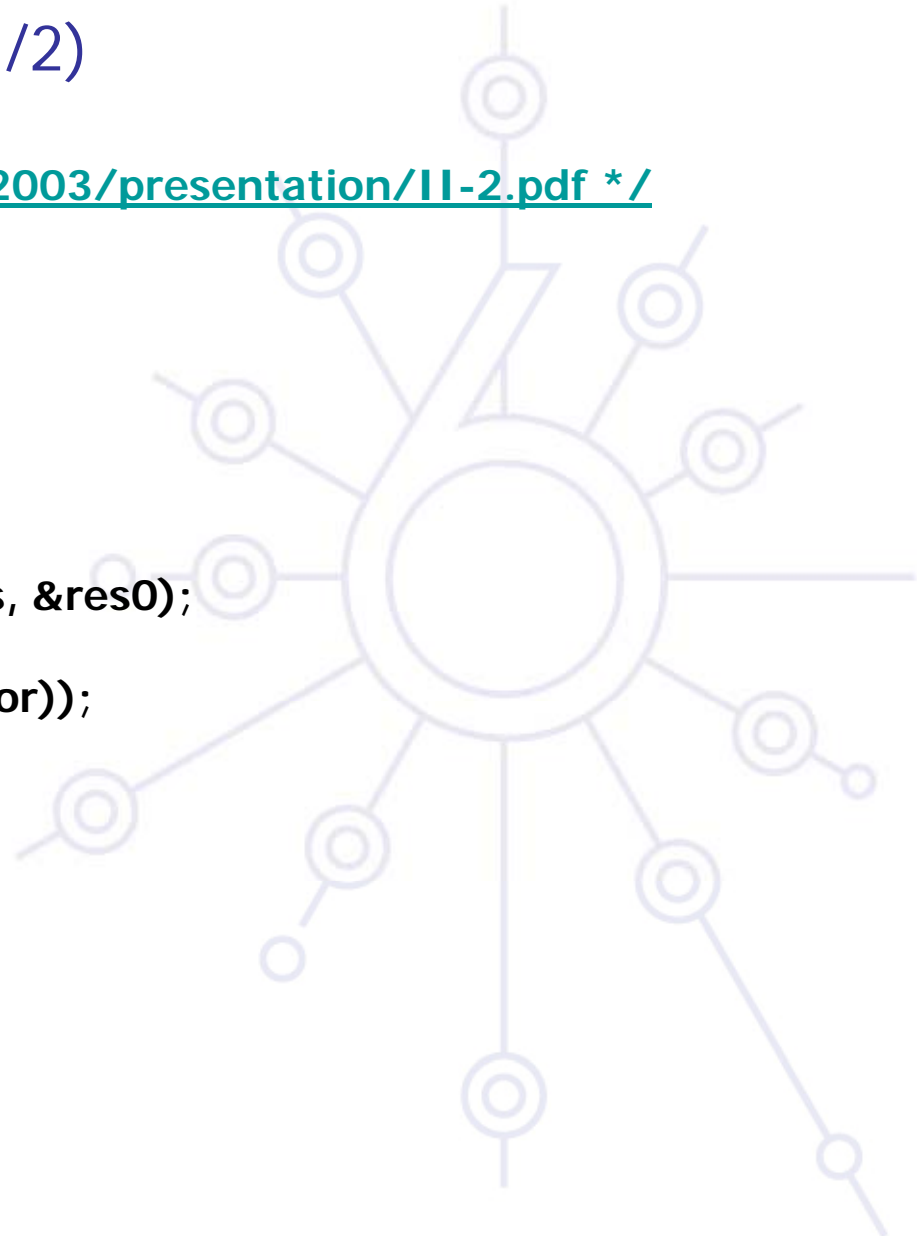 /2)
2003/presentation/II-2.pdf */
s, &res0);
or));